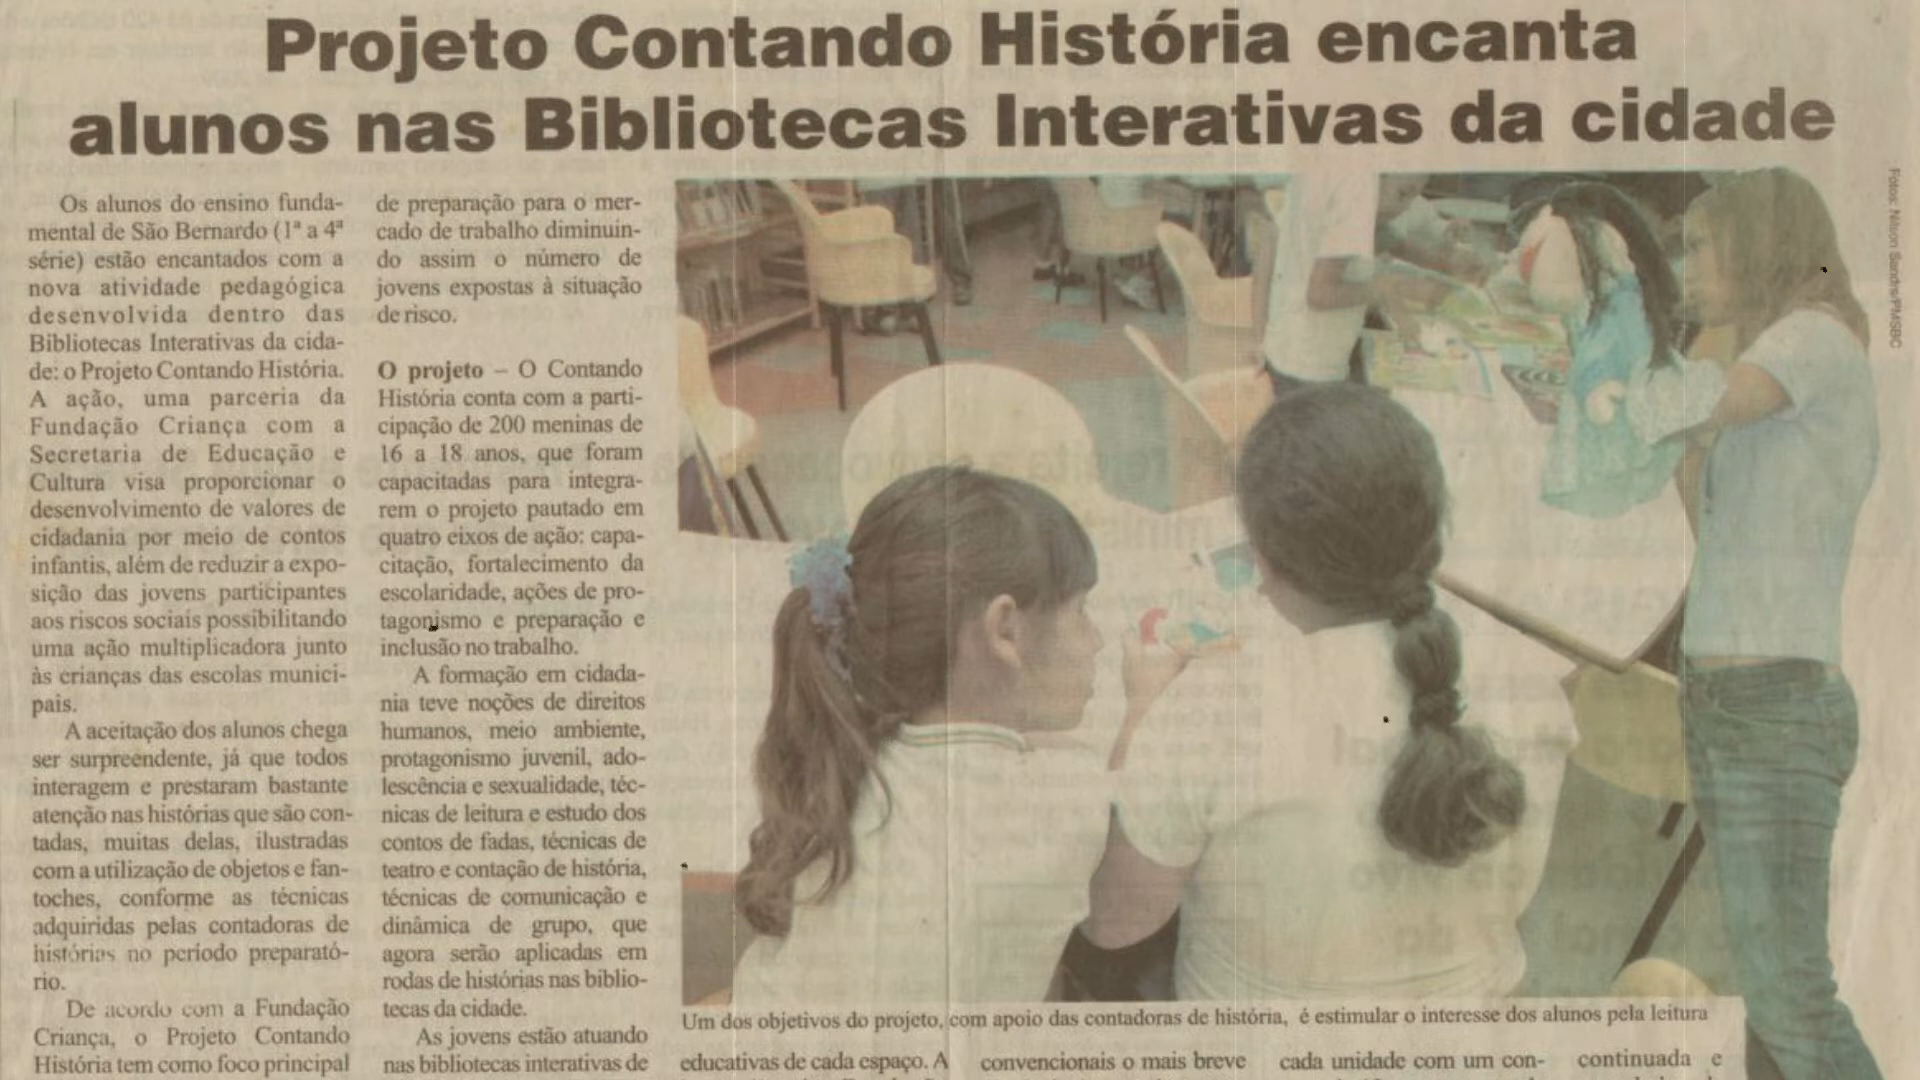 Projeto Contando História encanta
alunos nas Bibliotecas Interativas da cidade
Os alunos do ensino funda-
mental de São Bernardo (1ª a 4ª
série) estão encantados com a
nova atividade pedagógica
desenvolvida dentro das
Bibliotecas Interativas da cida-
de: o Projeto Contando História.
A ação, uma parceria da
Fundação Criança com a
Secretaria de Educação e
Cultura visa proporcionar o
desenvolvimento de valores de
cidadania por meio de contos
infantis, além de reduzir a expo-
sição das jovens participantes
aos riscos sociais possibilitando
uma ação multiplicadora junto
às crianças das escolas munici-
pais.
A aceitação dos alunos chega
ser surpreendente, já que todos
interagem e prestaram bastante
atenção nas histórias que são con-
tadas, muitas delas, ilustradas
com a utilização de objetos e fan-
toches, conforme as técnicas
adquiridas pelas contadoras de
histórias no período preparató-
rio.
De acordo com a Fundação
Criança, o Projeto Contando
História tem como foco principal
de preparação para o mer-
cado de trabalho diminuin-
do assim o número de
jovens expostas à situação
de risco.
O projeto – O Contando
História conta com a parti-
cipação de 200 meninas de
16 a 18 anos, que foram
capacitadas para integra-
rem o projeto pautado em
quatro eixos de ação: capa-
citação, fortalecimento da
escolaridade, ações de pro-
tagonismo e preparação e
inclusão no trabalho.
A formação em cidada-
nia teve noções de direitos
humanos, meio ambiente,
protagonismo juvenil, ado-
lescência e sexualidade, téc-
nicas de leitura e estudo dos
contos de fadas, técnicas de
teatro e contação de história,
técnicas de comunicação e
dinâmica de grupo, que
agora serão aplicadas em
rodas de histórias nas biblio-
tecas da cidade.
As jovens estão atuando
nas bibliotecas interativas de
Fotos: Nilson Sandre/PMSBC
Um dos objetivos do projeto, com apoio das contadoras de história, é estimular o interesse dos alunos pela leitura
educativas de cada espaço. A
convencionais o mais breve
cada unidade com um con-
continuada e